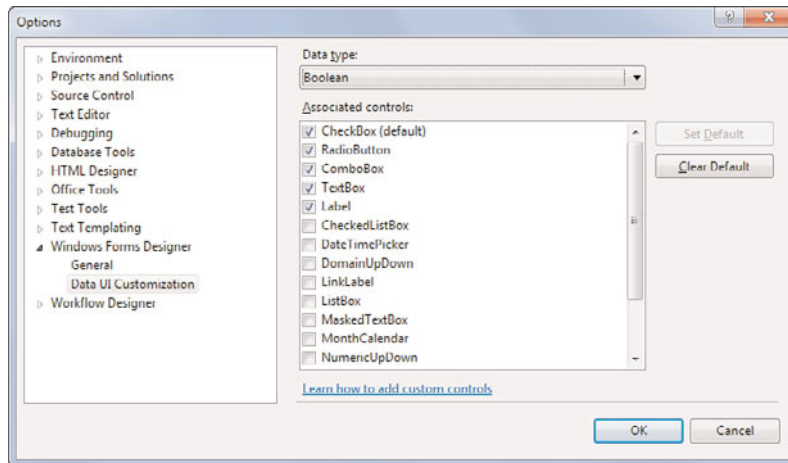 Options
Environment
Projects and Solutions
Source Control
Text Editor
Debugging
Database Tools
HTML Designer
Office Tools
Test Tools
Text Templating
Windows Forms Designer
General
Data UI Customization
Workflow Designer
Data type:
Boolean
Associated controls:
CheckBox (default)
RadioButton
ComboBox
TextBox
Label
CheckedListBox
DateTimePicker
DomainUpDown
LinkLabel
ListBox
MaskedTextBox
MonthCalendar
NumericUpDown
Set Default
Clear Default
Learn how to add custom controls
OK
Cancel